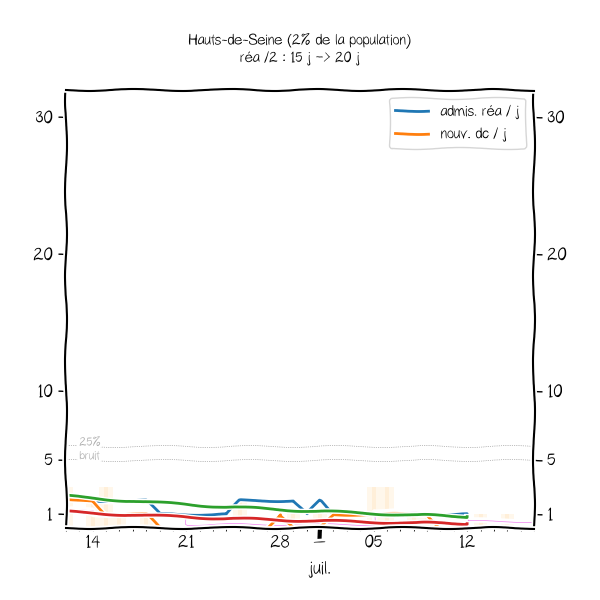 Hauts-de-Seine (2% de la population)
réa /2 : 15 j -> 20 j
admis. réa / j
nouv. dc / j
30
30
20
20
10
10
25%
bruit
5
5
1
1
14
21
28
1
05
12
juil.